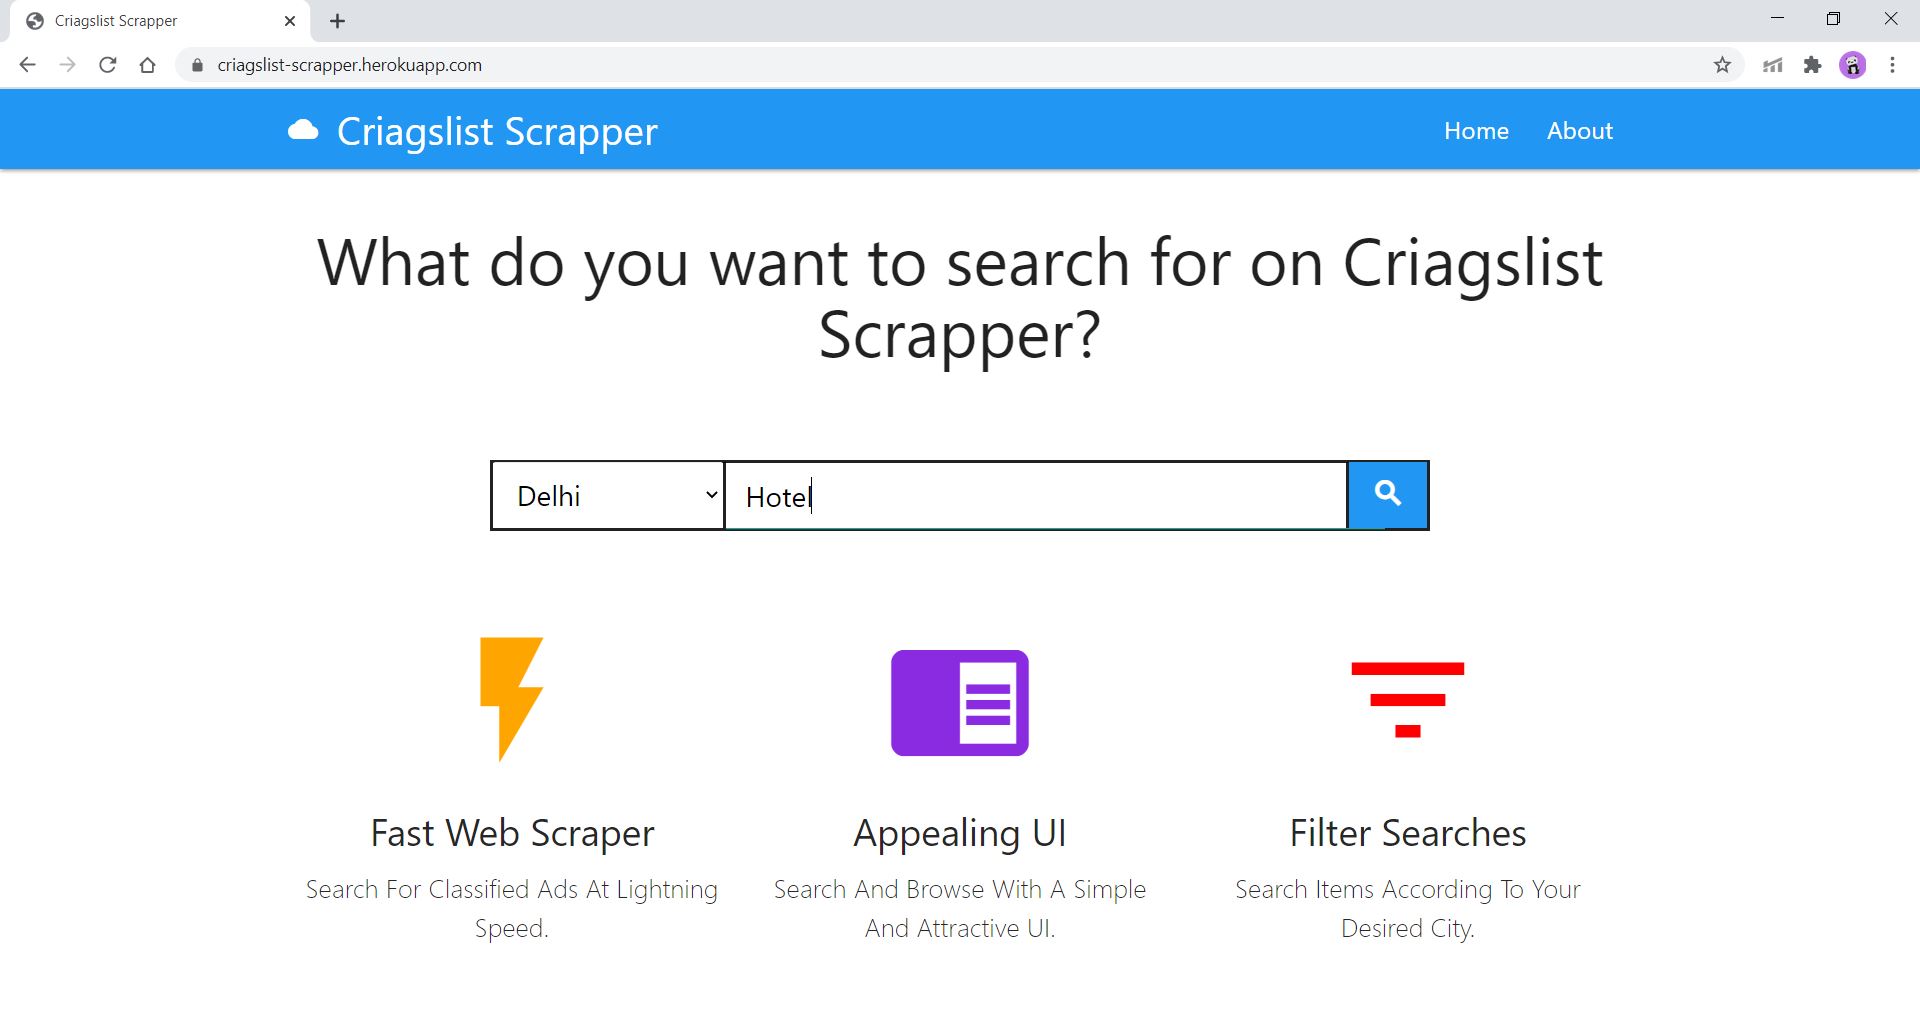 Criagslist Scrapper
criagslist-scrapper.herokuapp.com
Criagslist Scrapper
Home
About
What do you want to search for on Criagslist
Scrapper?
Delhi
Hotel
Fast Web Scraper
Search For Classified Ads At Lightning
Speed.
Appealing UI
Search And Browse With A Simple
And Attractive UI.
Filter Searches
Search Items According To Your
Desired City.